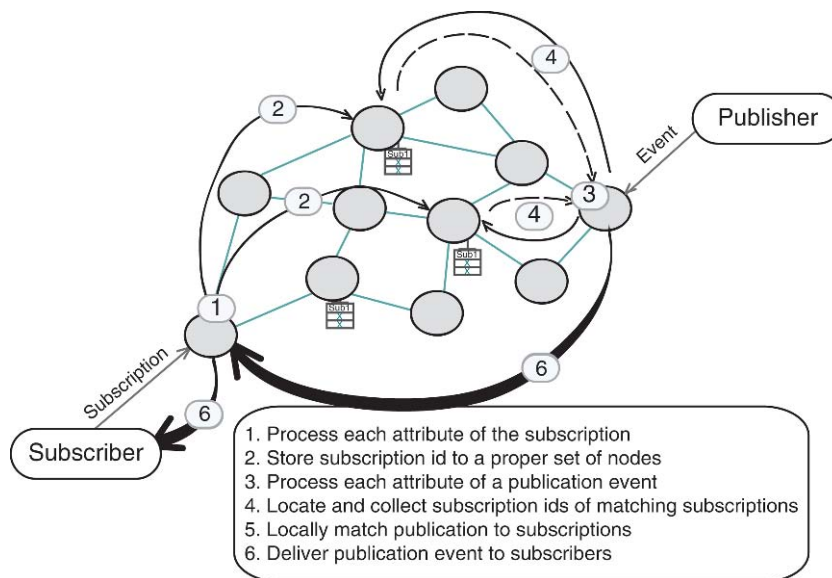 4
2
Publisher
Sub1
Event
3
2
4
Sub1
Sub1
1
Subscription
6
6
Subscriber
1. Process each attribute of the subscription
2. Store subscription id to a proper set of nodes
3. Process each attribute of a publication event
4. Locate and collect subscription ids of matching subscriptions
5. Locally match publication to subscriptions
6. Deliver publication event to subscribers